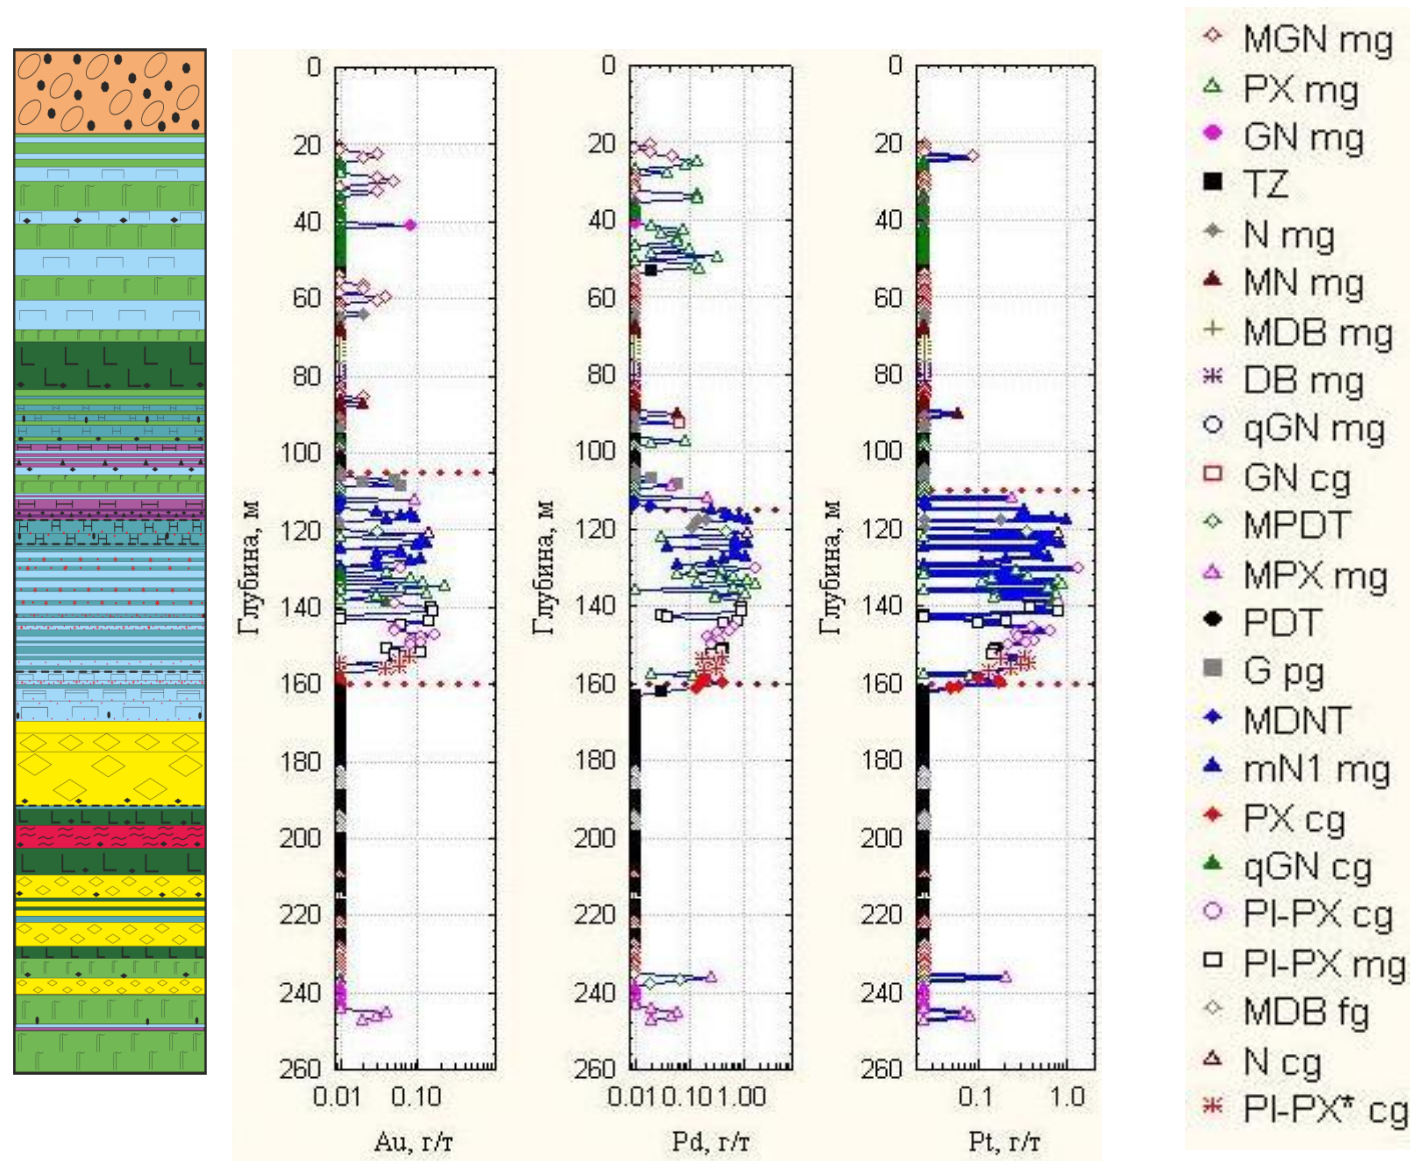 0
20
40
60
80
100
120
140
160
180
200
220
240
260
Глубина, м
0.01 0.10
Au, г/т
0
20
40
60
80
100
120
140
160
180
200
220
240
260
Глубина, м
0.01 0.10 1.00
Pd, г/т
0
20
40
60
80
100
120
140
160
180
200
220
240
260
Глубина, м
0.1 1.0
Pt, г/т
MGN mg
PX mg
GN mg
TZ
N mg
MN mg
MDB mg
DB mg
qGN mg
GN cg
MPDT
MPX mg
PDT
G pg
MDNT
mN1 mg
PX cg
qGN cg
Pl-PX cg
Pl-PX mg
MDB fg
N cg
Pl-PX* cg